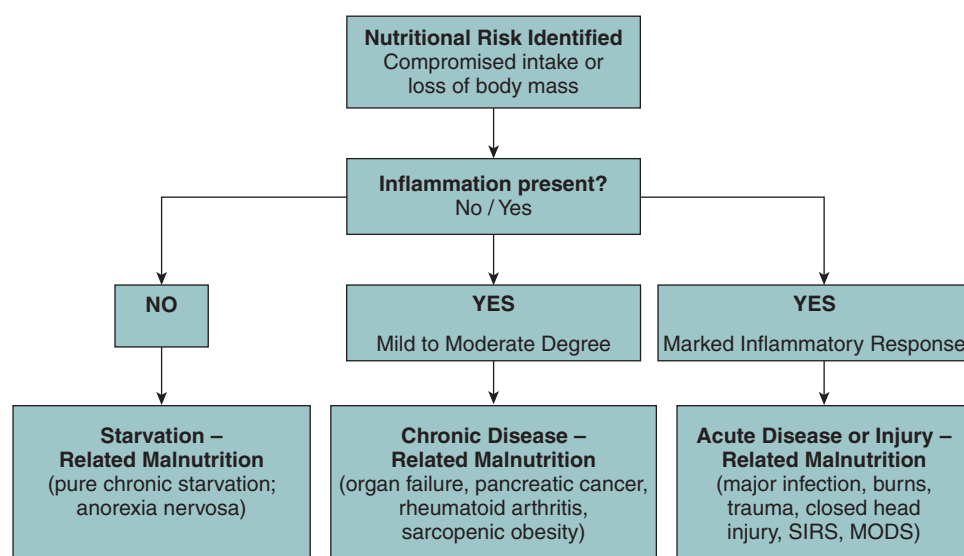 Nutritional Risk Identified
Compromised intake or
loss of body mass
Inflammation present?
No / Yes
NO
YES
Mild to Moderate Degree
YES
Marked Inflammatory Response
Starvation –
Related Malnutrition
(pure chronic starvation;
anorexia nervosa)
Chronic Disease –
Related Malnutrition
(organ failure, pancreatic cancer,
rheumatoid arthritis,
sarcopenic obesity)
Acute Disease or Injury –
Related Malnutrition
(major infection, burns,
trauma, closed head
injury, SIRS, MODS)